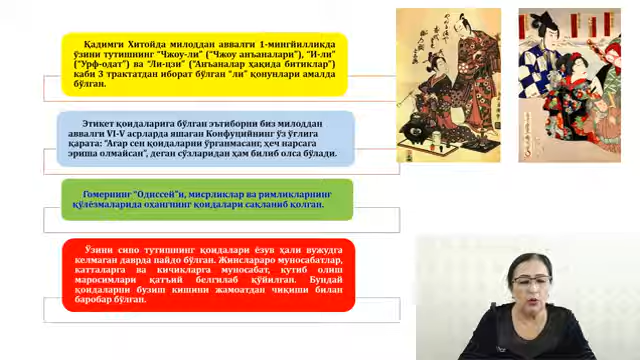 Қадимги Хитойда милоддан аввалги 1-мингйилликда
ўзини тутишнинг “Чжоу-ли” (“Чжоу анъаналари”), “И-ли”
(“Урф-одат”) ва “Ли-цзи” (“Анъаналар ҳақида битиклар”)
каби 3 трактатдан иборат бўлган “ли” қонунлари амалда
бўлган.
Этикет қоидаларига бўлган эътиборни биз милоддан
аввалги VI-V асрларда яшаган Конфуцийнинг ўз ўғлига
қарата: “Агар сен қоидаларни ўрганмасанг, ҳеч нарсага
эриша олмайсан”, деган сўзларидан ҳам билиб олса бўлади.
Гомернинг “Одиссей”и, мисрликлар ва римликларнинг
қўлёзмаларида оҳангнинг қоидалари сақланиб қолган.
Ўзини сипо тутишнинг қоидалари ёзув ҳали вужудга
келмаган даврда пайдо бўлган. Жинслараро муносабатлар,
катталарга ва кичикларга муносабат, кутиб олиш
маросимлари қатъий белгилаб қўйилган. Бундай
қоидаларни бузиш кишини жамоатдан чиқиши билан
баробар бўлган.